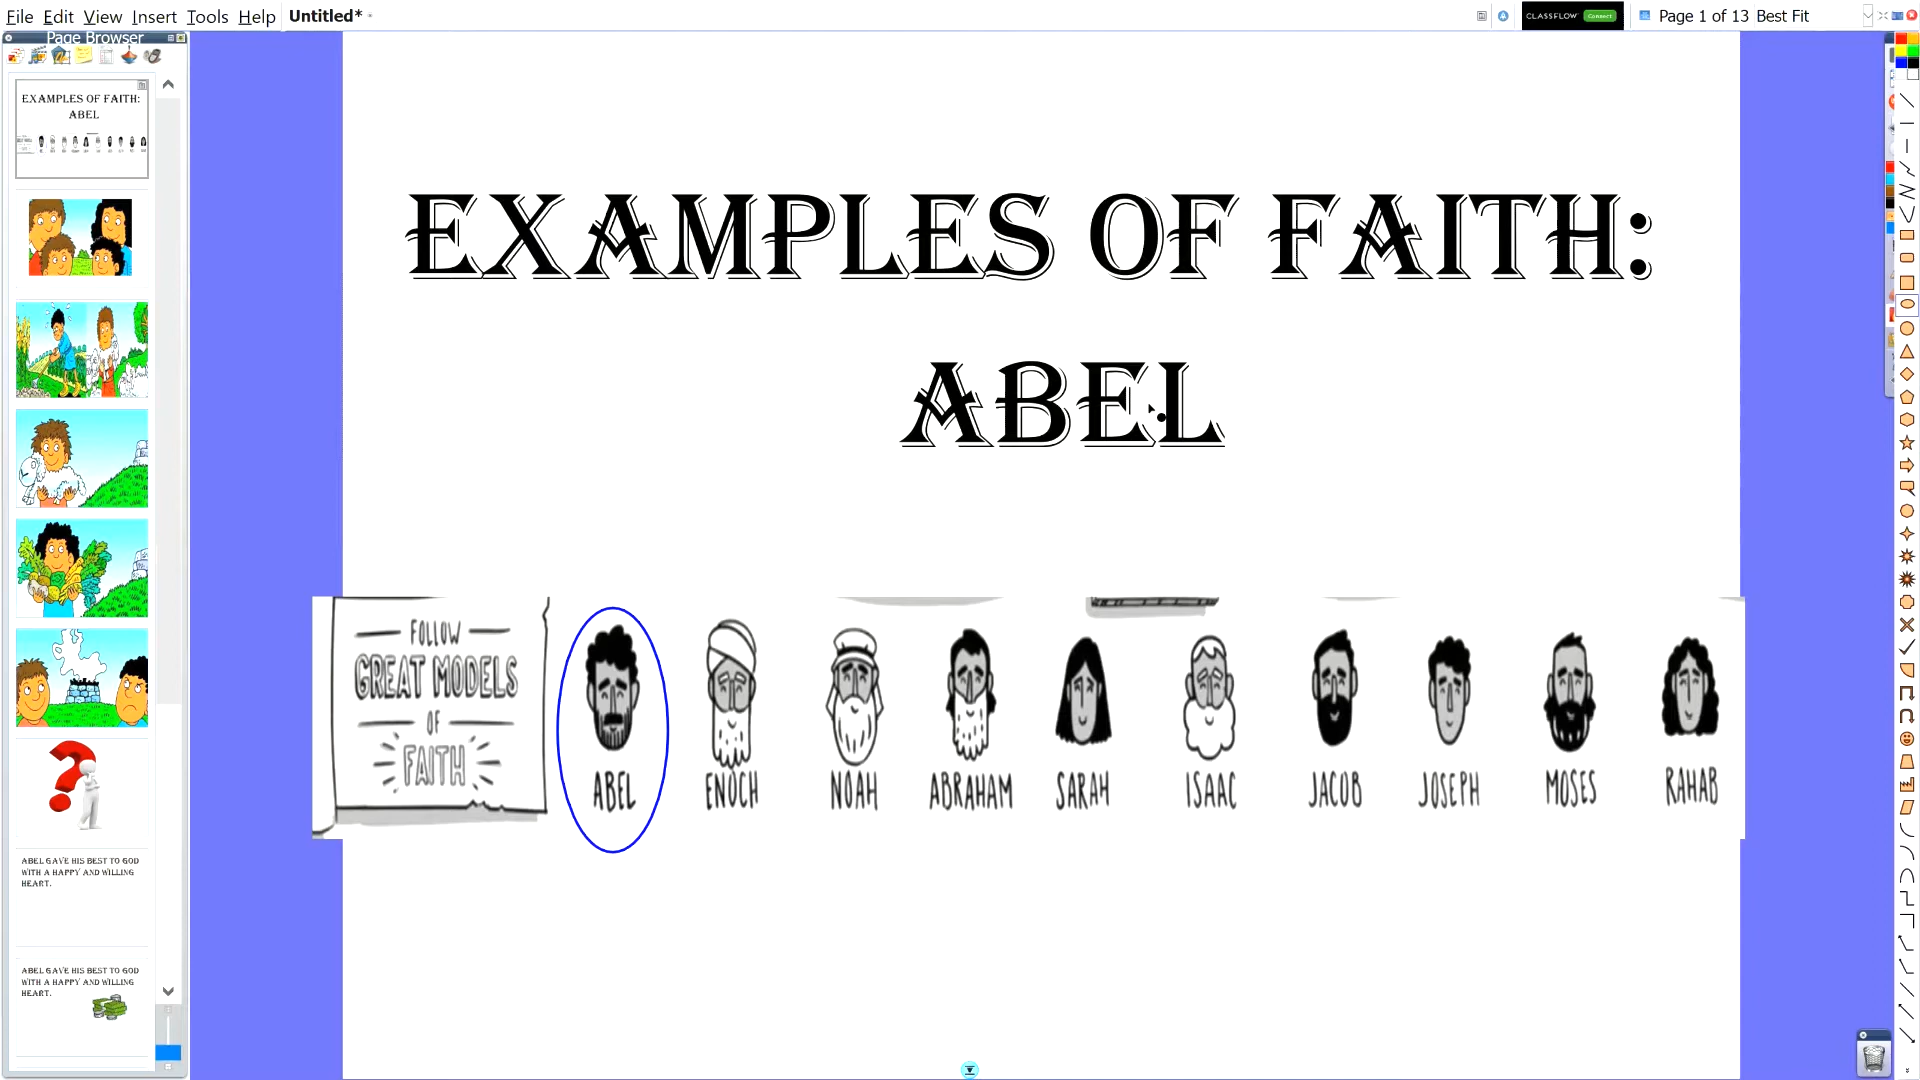 File Edit View Insert Tools Help Untitled*
CLASSFLOW Connect
Page 1 of 13 Best Fit
Page Browser
EXAMPLES OF FAITH:
ABEL
ABEL GAVE HIS BEST TO GOD
WITH A HAPPY AND WILLING
HEART.
ABEL GAVE HIS BEST TO GOD
WITH A HAPPY AND WILLING
HEART.
EXAMPLES OF FAITH:
ABEL
FOLLOW
GREAT MODELS
OF
FAITH
ABEL ENOCH NOAH ABRAHAM SARAH ISAAC JACOB JOSEPH MOSES RAHAB